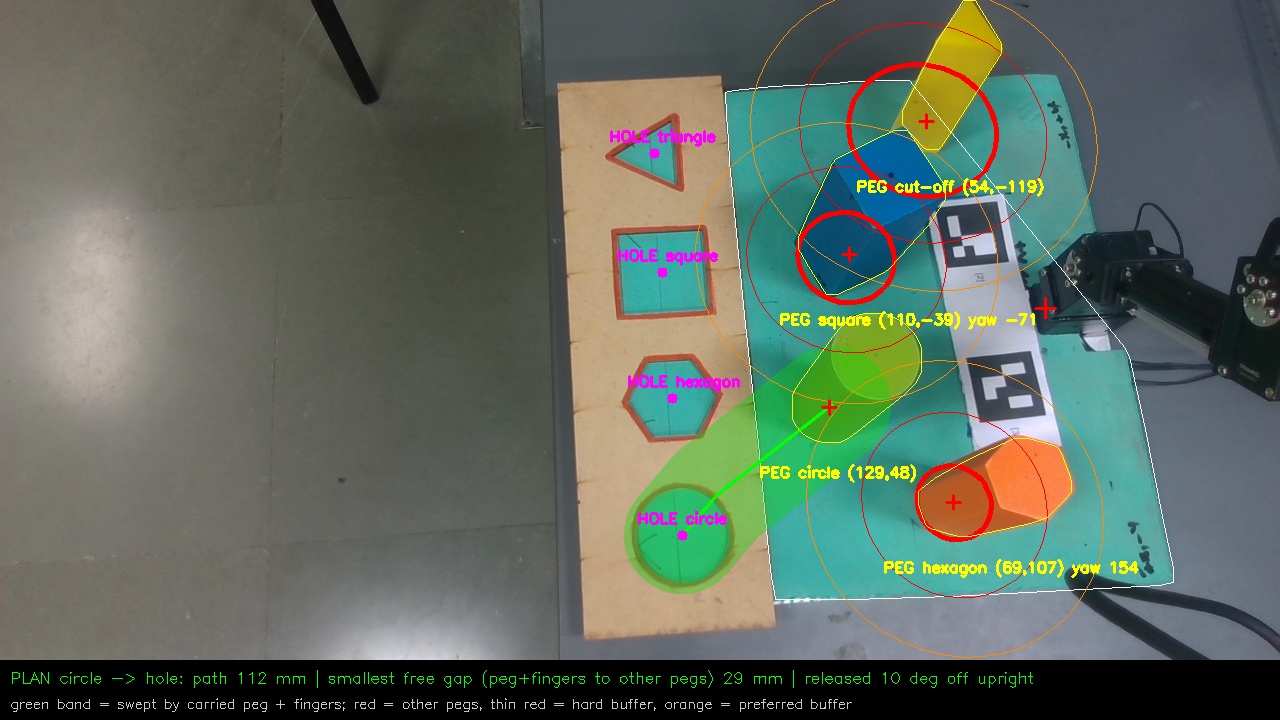 HOLE triangle
PEG cut-off (54,-119)
HOLE square
PEG square (110,-39) yaw -71
HOLE hexagon
PEG circle (129,48)
HOLE circle
PEG hexagon (69,107) yaw 154
PLAN circle —> hole: path 112 mm | smallest free gap (peg+fingers to other pegs) 29 mm | released 10 deg off upright
green band = swept by carried peg + fingers; red = other pegs, thin red = hard buffer, orange = preferred buffer